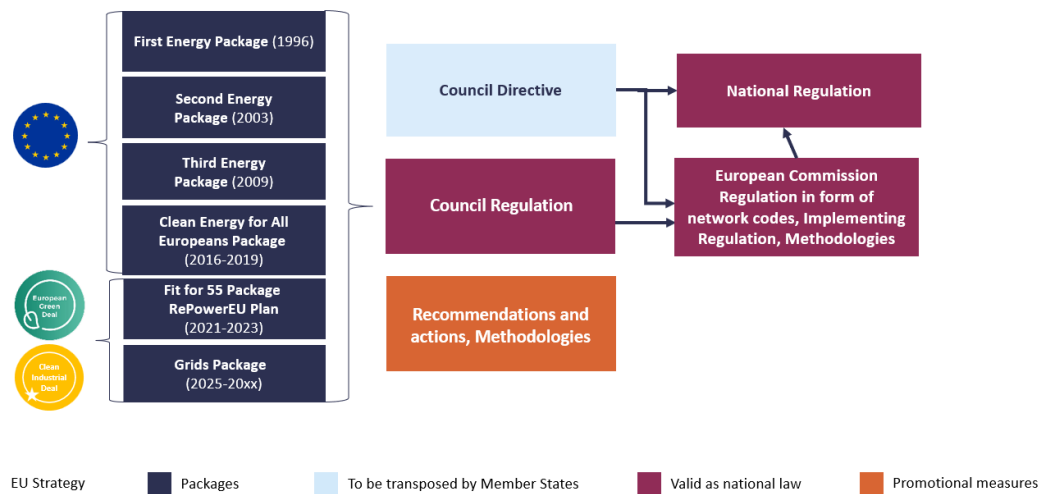 First Energy Package (1996)
Second Energy
Package (2003)
Third Energy
Package (2009)
Clean Energy for All
Europeans Package
(2016-2019)
European
Green
Deal
Fit for 55 Package
RePowerEU Plan
(2021-2023)
Clean
Industrial
Deal
Grids Package
(2025-20xx)
Council Directive
Council Regulation
Recommendations and
actions, Methodologies
National Regulation
European Commission
Regulation in form of
network codes, Implementing
Regulation, Methodologies
EU Strategy
Packages
To be transposed by Member States
Valid as national law
Promotional measures